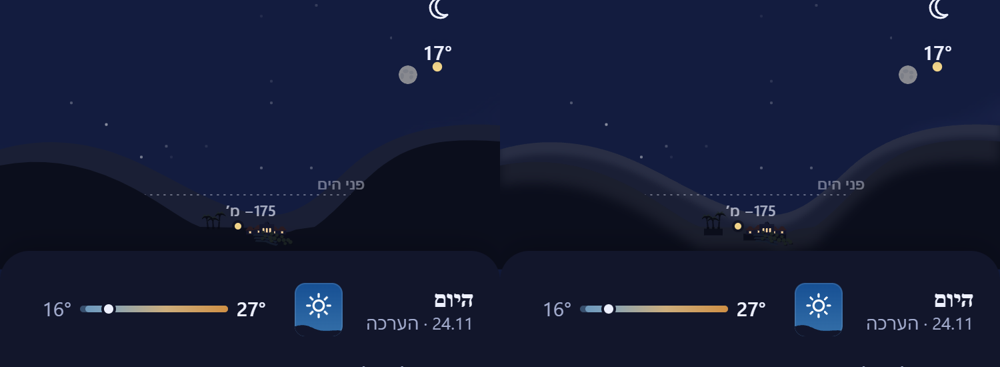 17°
פני הים
−175 מ׳
היום
24.11 · הערכה
27°
16°
17°
פני הים
−175 מ׳
היום
24.11 · הערכה
27°
16°